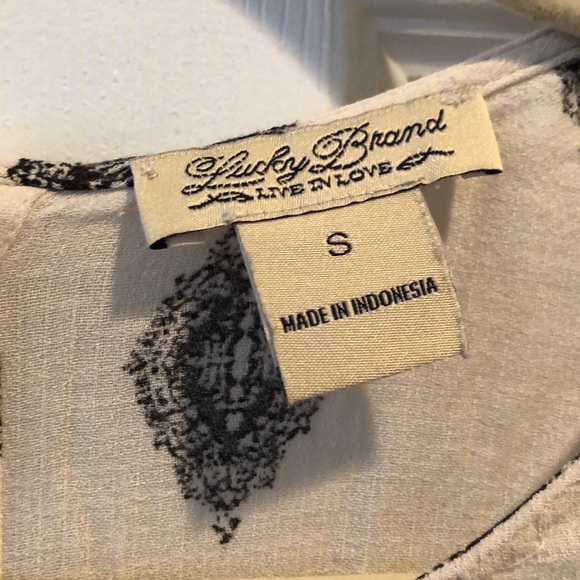 Lucky Brand
LIVE IN LOVE
S
MADE IN INDONESIA